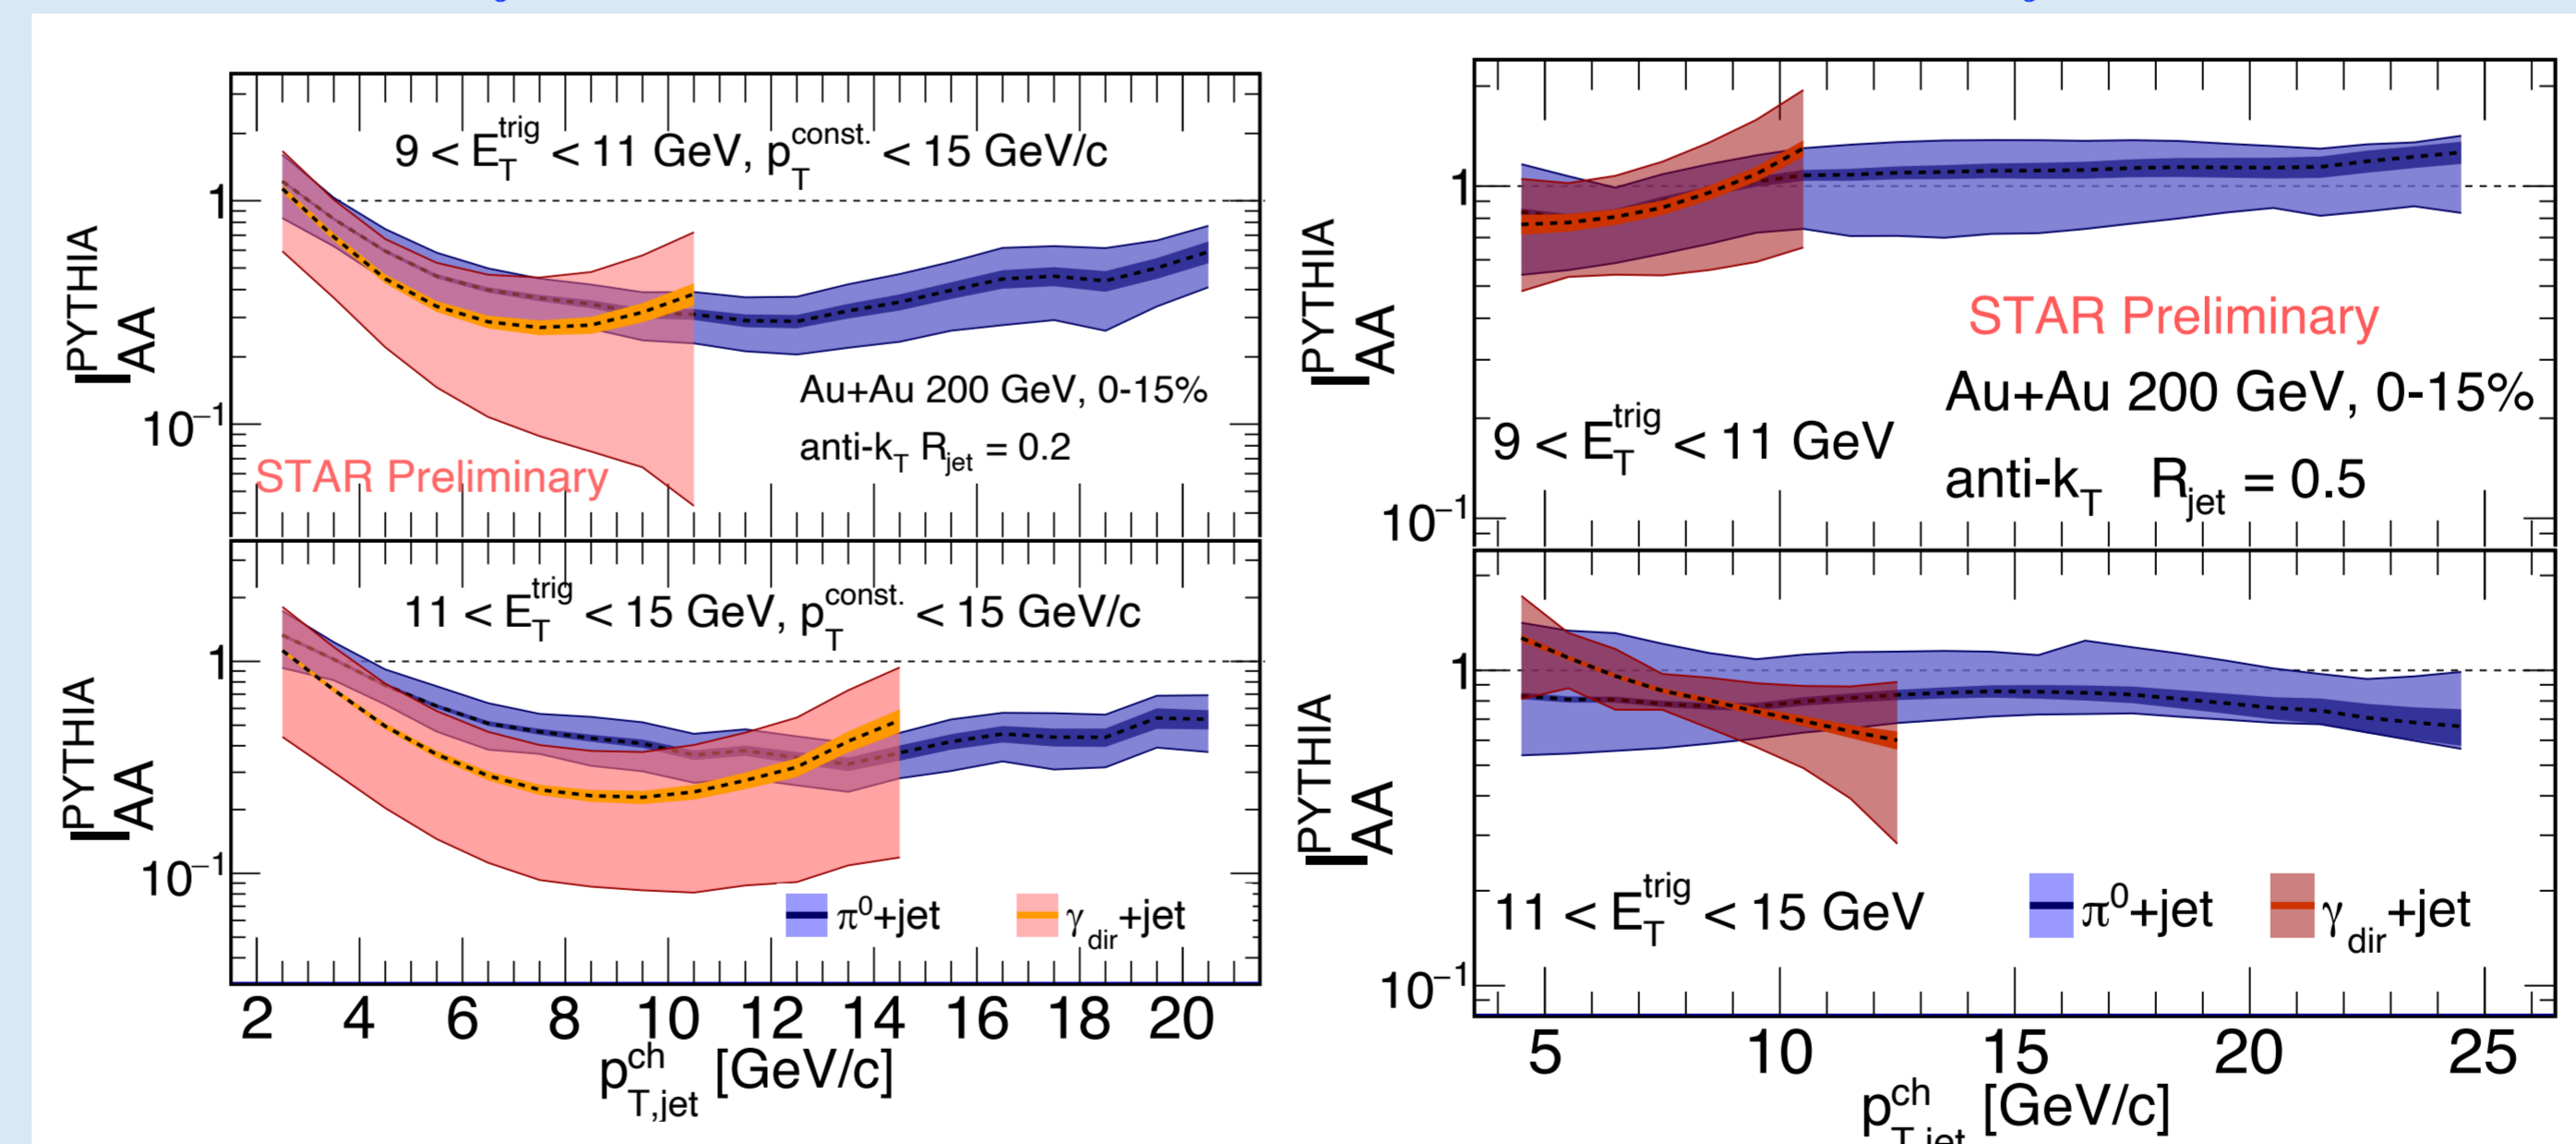 9 < E_T^trig < 11 GeV, p_T^const. < 15 GeV/c
1
10⁻¹
I_AA^PYTHIA
Au+Au 200 GeV, 0-15%
anti-k_T R_jet = 0.2
STAR Preliminary
11 < E_T^trig < 15 GeV, p_T^const. < 15 GeV/c
1
10⁻¹
I_AA^PYTHIA
π⁰+jet
γ_dir+jet
2 4 6 8 10 12 14 16 18 20
p_T,jet^ch [GeV/c]
1
10⁻¹
I_AA^PYTHIA
STAR Preliminary
Au+Au 200 GeV, 0-15%
9 < E_T^trig < 11 GeV
anti-k_T R_jet = 0.5
1
10⁻¹
I_AA^PYTHIA
11 < E_T^trig < 15 GeV
π⁰+jet
γ_dir+jet
5 10 15 20 25
p_T,jet^ch [GeV/c]